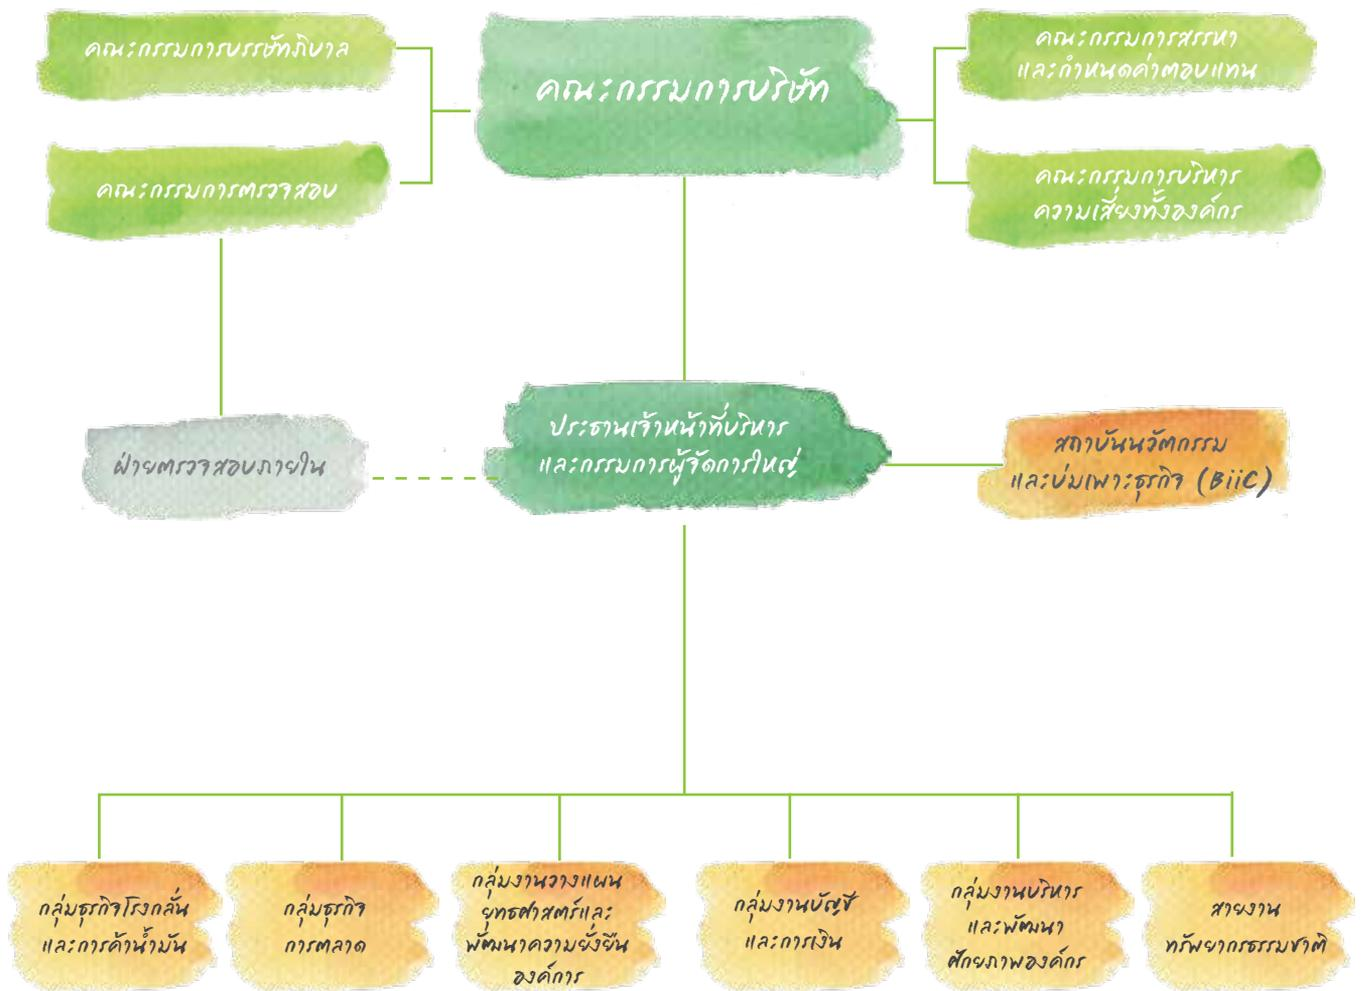 คณะกรรมการบรรษัทภิบาล
คณะกรรมการบริษัท
คณะกรรมการสรรหา
และกำหนดค่าตอบแทน
คณะกรรมการตรวจสอบ
คณะกรรมการบริหาร
ความเสี่ยงทั้งองค์กร
ฝ่ายตรวจสอบภายใน
ประธานเจ้าหน้าที่บริหาร
และกรรมการผู้จัดการใหญ่
สถาบันนวัตกรรม
และบ่มเพาะธุรกิจ (BiiC)
กลุ่มธุรกิจโรงกลั่น
และการค้าน้ำมัน
กลุ่มธุรกิจ
การตลาด
กลุ่มงานวางแผน
ยุทธศาสตร์และ
พัฒนาความยั่งยืน
องค์การ
กลุ่มงานบัญชี
และการเงิน
กลุ่มงานบริหาร
และพัฒนา
ศักยภาพองค์กร
สายงาน
ทรัพยากรธรรมชาติ